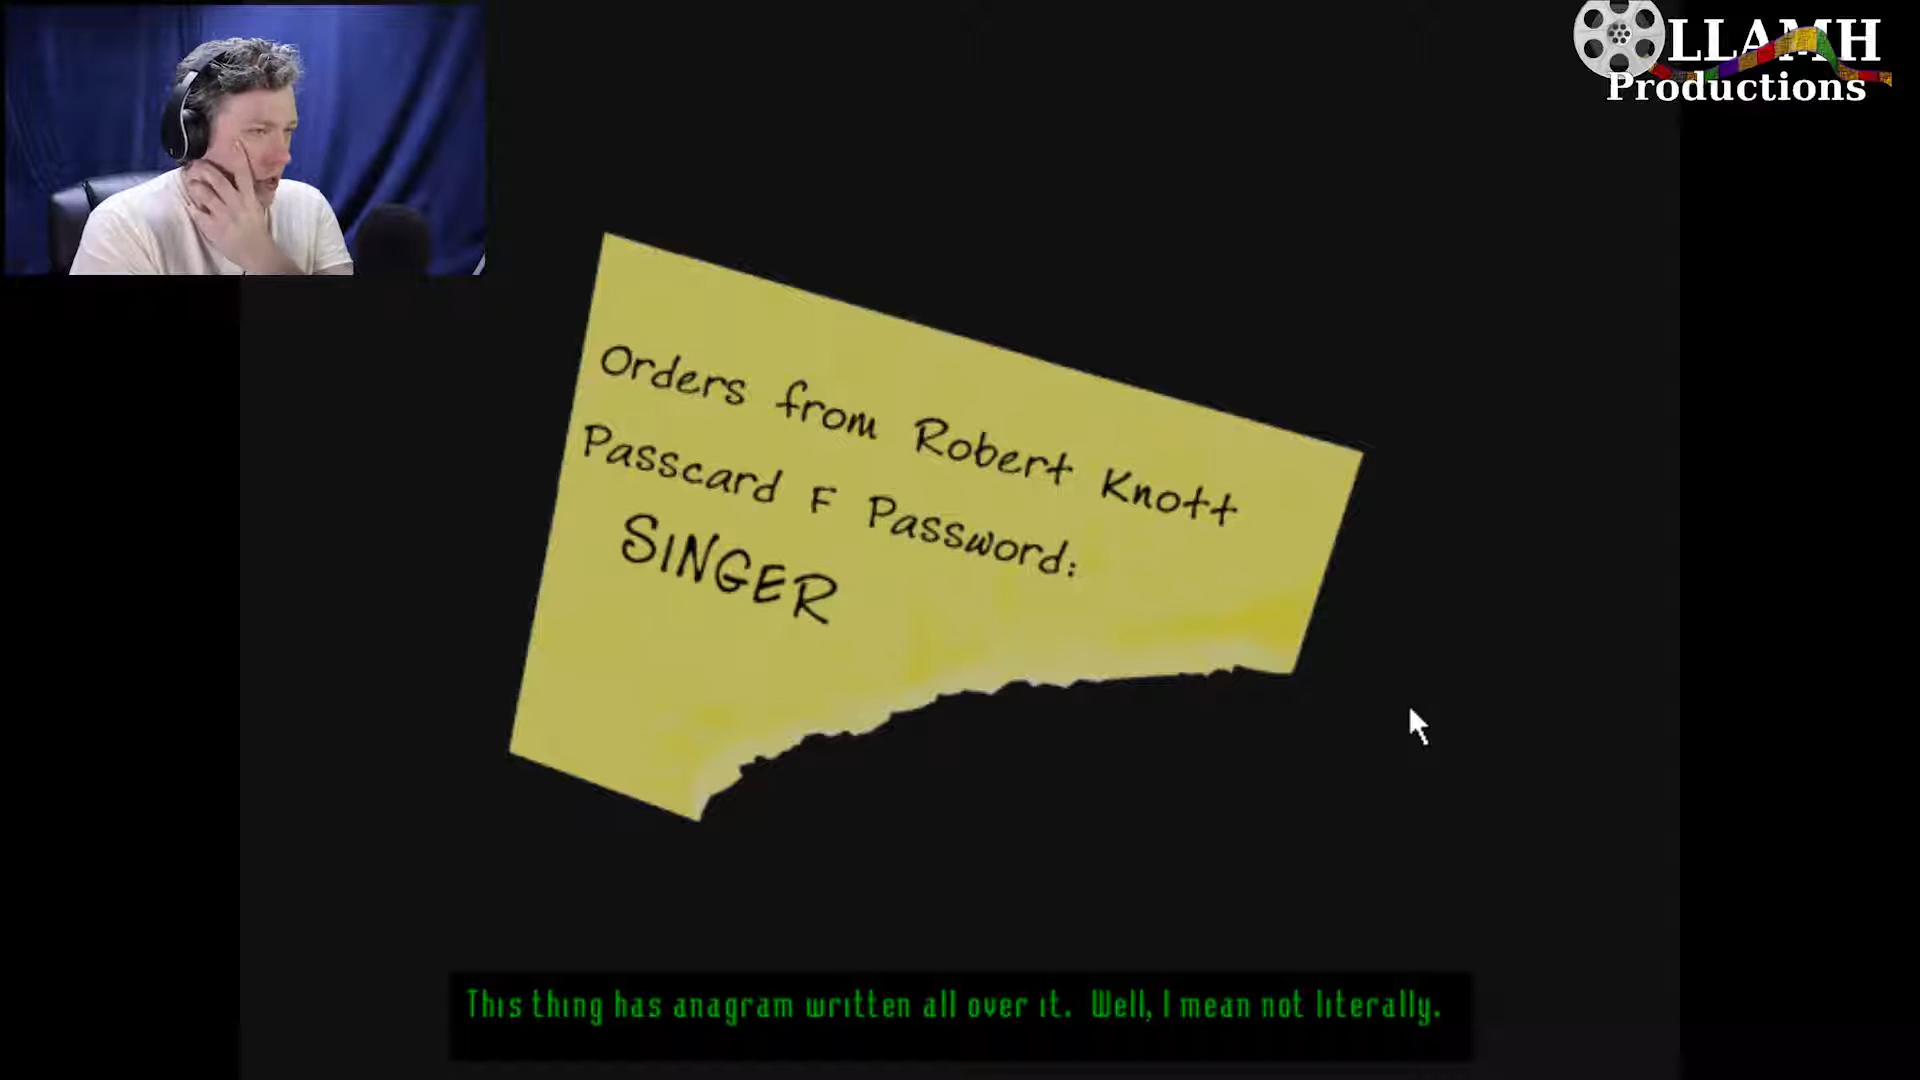 LLAMH
Productions
Orders from Robert Knott
Passcard F Password:
SINGER
This thing has anagram written all over it. Well, I mean not literally.